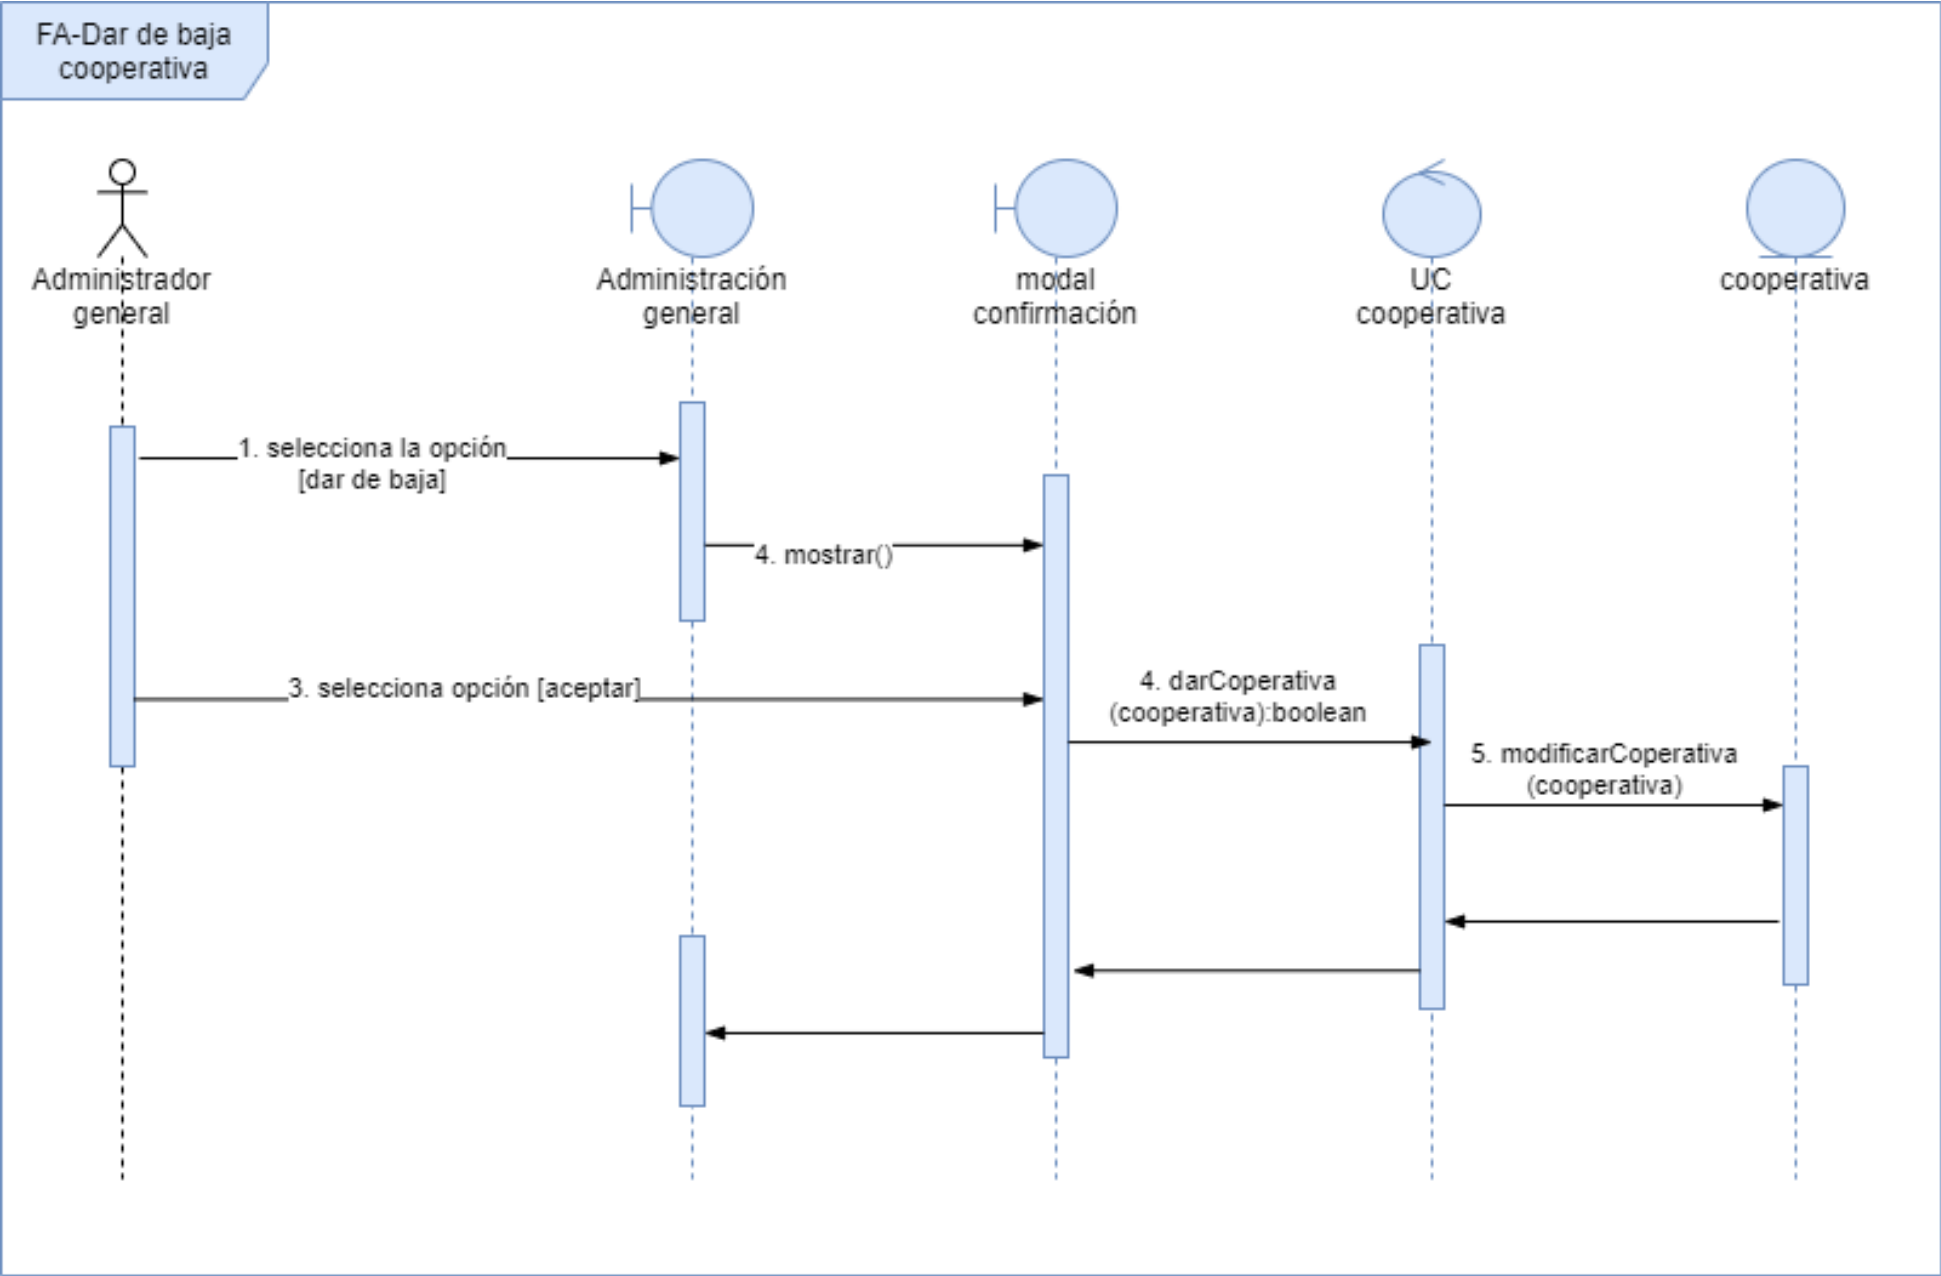 FA-Dar de baja
cooperativa
Administrador
general
Administración
general
modal
confirmación
UC
cooperativa
cooperativa
1. selecciona la opción
[dar de baja]
4. mostrar()
3. selecciona opción [aceptar]
4. darCoperativa
(cooperativa):boolean
5. modificarCoperativa
(cooperativa)